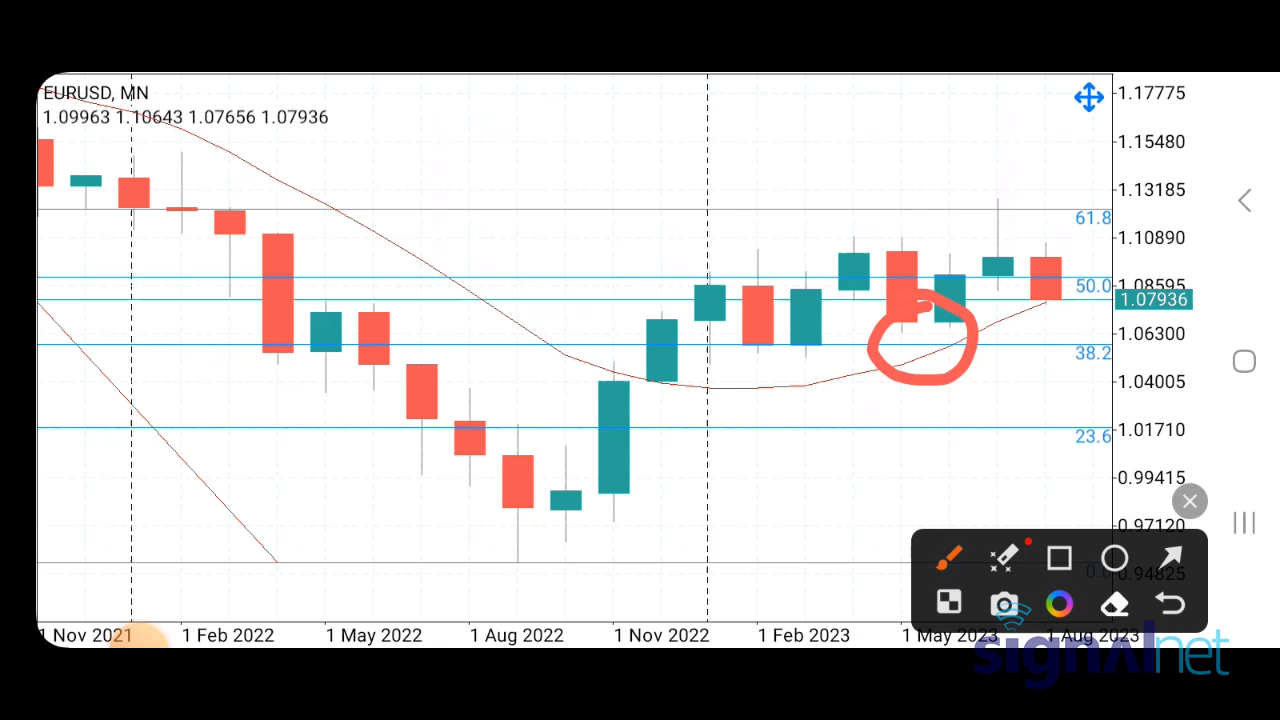 EURUSD, MN
1.09963 1.10643 1.07656 1.07936
1.17775
1.15480
1.13185
61.8
1.10890
50.0
1.08595
1.07936
1.06300
38.2
1.04005
1.01710
23.6
0.99415
0.97120
0.0
0.94825
1 Nov 2021
1 Feb 2022
1 May 2022
1 Aug 2022
1 Nov 2022
1 Feb 2023
1 May 2023
1 Aug 2023
signalnet